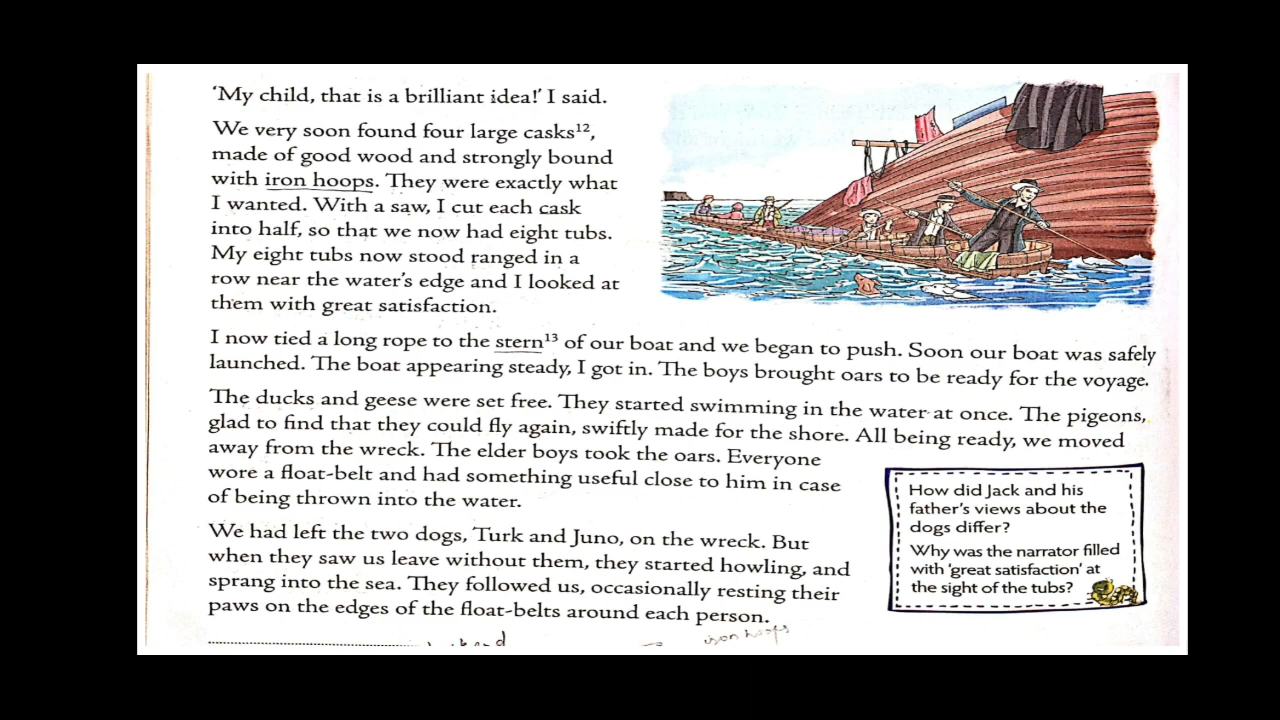 'My child, that is a brilliant idea!' I said.
We very soon found four large casks¹²,
made of good wood and strongly bound
with iron hoops. They were exactly what
I wanted. With a saw, I cut each cask
into half, so that we now had eight tubs.
My eight tubs now stood ranged in a
row near the water's edge and I looked at
them with great satisfaction.
I now tied a long rope to the stern¹³ of our boat and we began to push. Soon our boat was safely
launched. The boat appearing steady, I got in. The boys brought oars to be ready for the voyage.
The ducks and geese were set free. They started swimming in the water at once. The pigeons,
glad to find that they could fly again, swiftly made for the shore. All being ready, we moved
away from the wreck. The elder boys took the oars. Everyone
wore a float-belt and had something useful close to him in case
of being thrown into the water.
We had left the two dogs, Turk and Juno, on the wreck. But
when they saw us leave without them, they started howling, and
sprang into the sea. They followed us, occasionally resting their
paws on the edges of the float-belts around each person.
How did Jack and his
father's views about the
dogs differ?
Why was the narrator filled
with 'great satisfaction' at
the sight of the tubs?
iron hoops